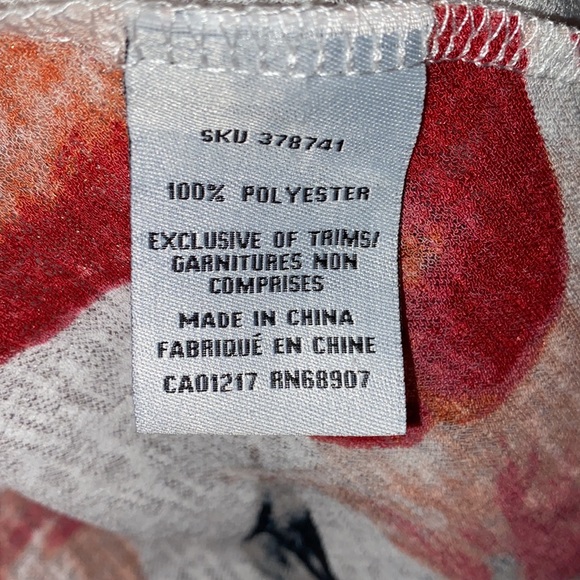 SKU 378741
100% POLYESTER
EXCLUSIVE OF TRIMS/
GARNITURES NON
COMPRISES
MADE IN CHINA
FABRIQUÉ EN CHINE
CA01217 RN68907